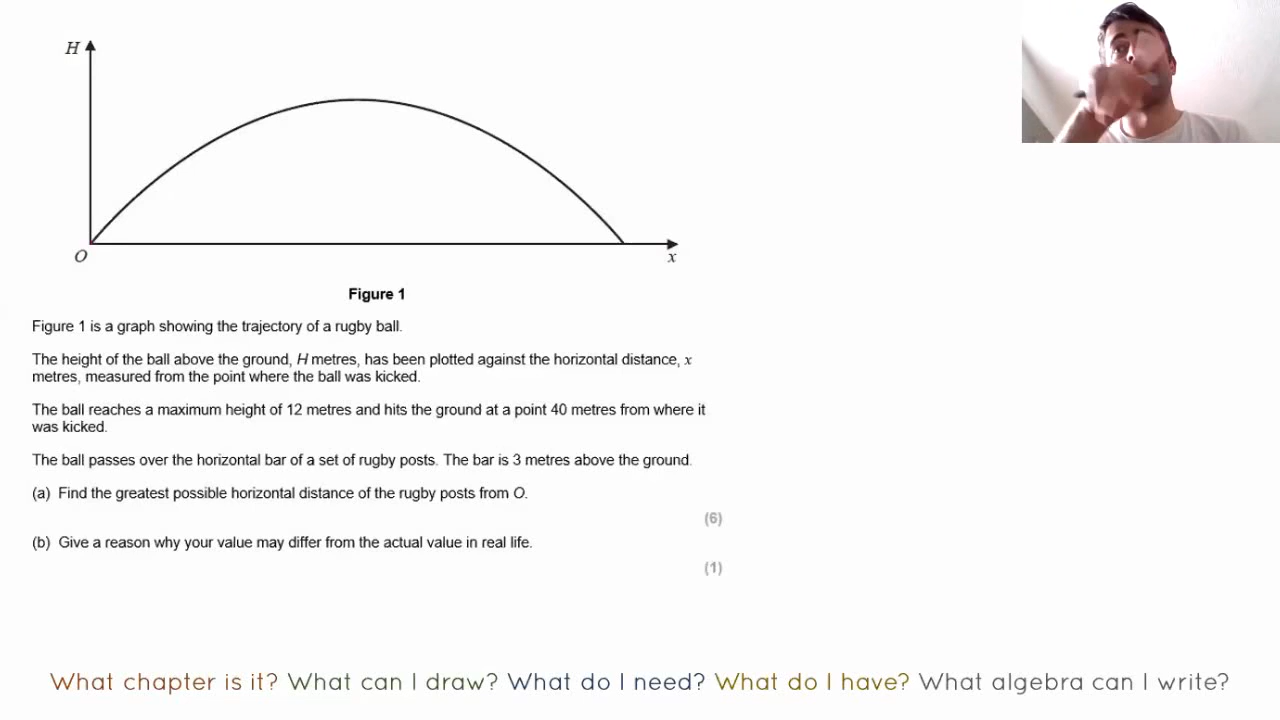 H
O
x
Figure 1
Figure 1 is a graph showing the trajectory of a rugby ball.
The height of the ball above the ground, H metres, has been plotted against the horizontal distance, x
metres, measured from the point where the ball was kicked.
The ball reaches a maximum height of 12 metres and hits the ground at a point 40 metres from where it
was kicked.
The ball passes over the horizontal bar of a set of rugby posts. The bar is 3 metres above the ground.
(a) Find the greatest possible horizontal distance of the rugby posts from O.
(6)
(b) Give a reason why your value may differ from the actual value in real life.
(1)
What chapter is it? What can I draw? What do I need? What do I have? What algebra can I write?